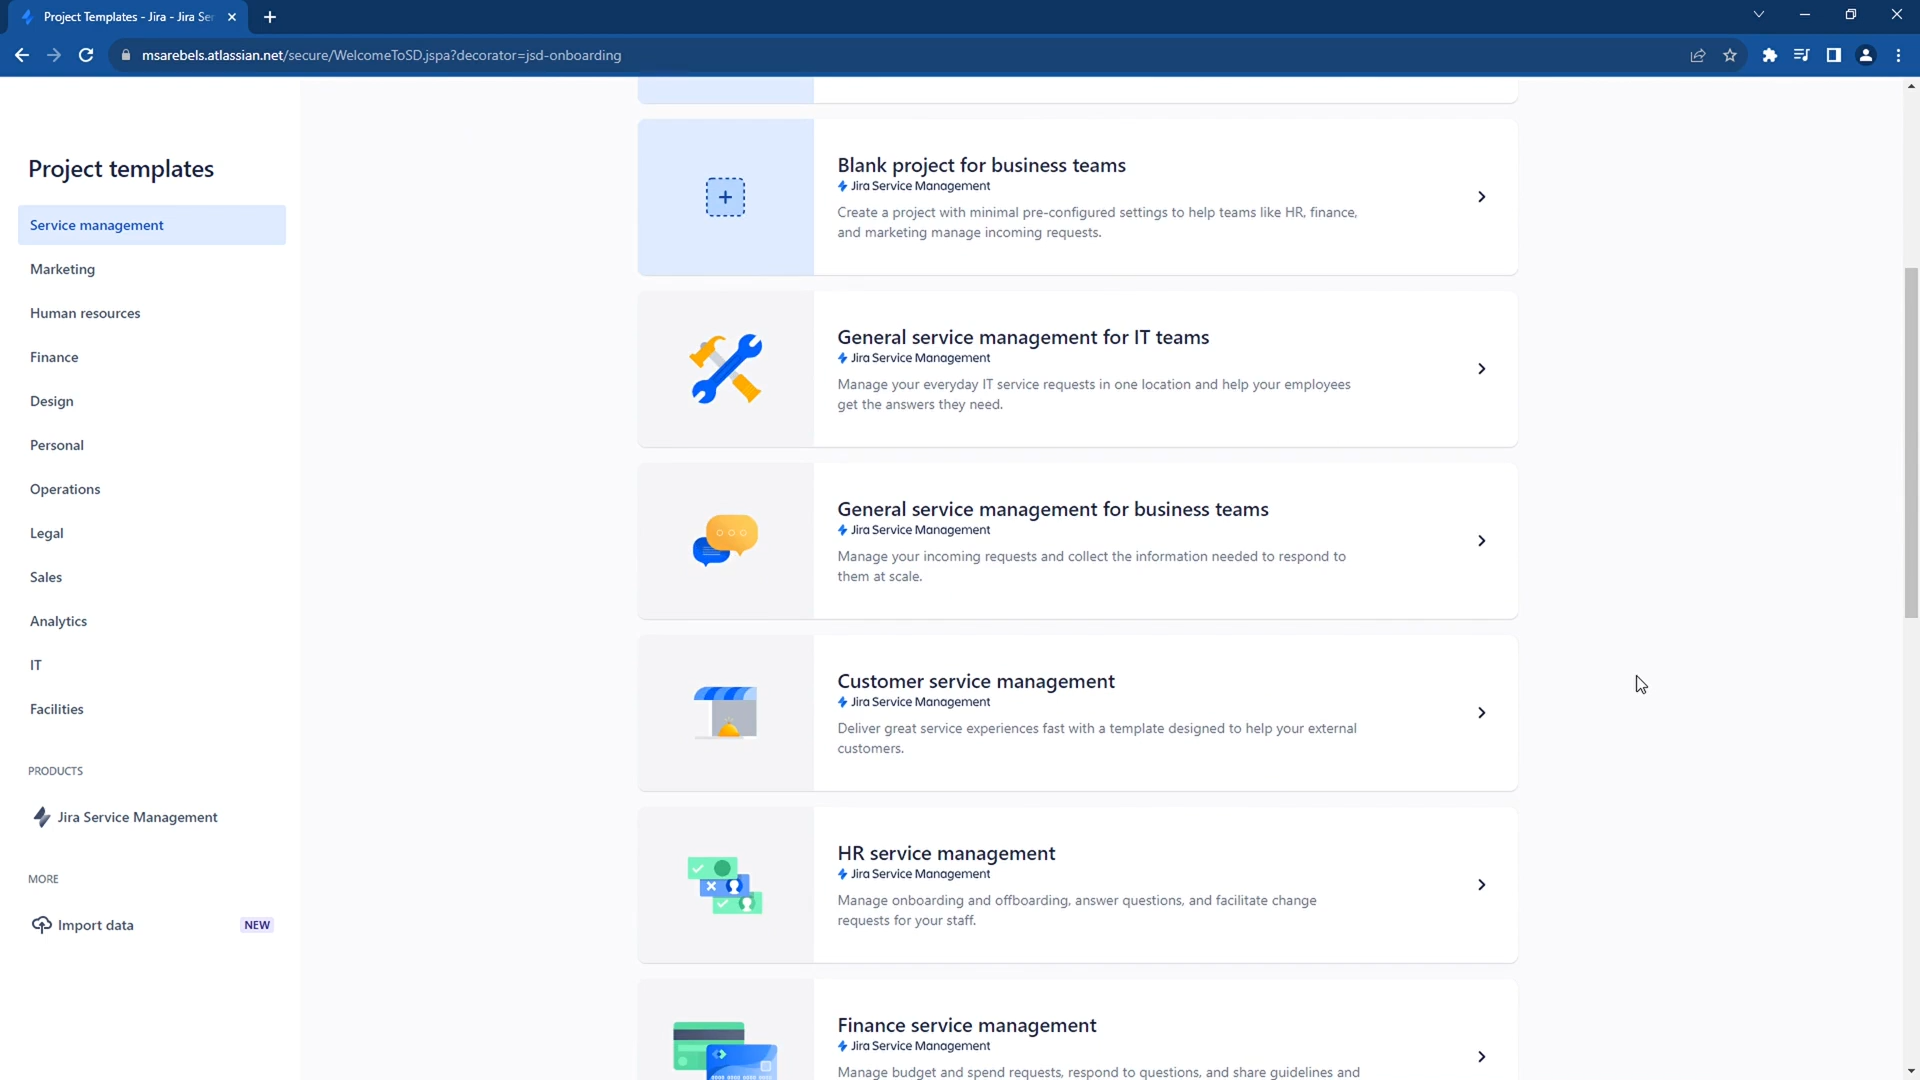 Project Templates - Jira - Jira Ser
msarebels.atlassian.net/secure/WelcomeToSD.jspa?decorator=jsd-onboarding
Project templates
Service management
Marketing
Human resources
Finance
Design
Personal
Operations
Legal
Sales
Analytics
IT
Facilities
PRODUCTS
Jira Service Management
MORE
Import data
NEW
Blank project for business teams
Jira Service Management
Create a project with minimal pre-configured settings to help teams like HR, finance,
and marketing manage incoming requests.
General service management for IT teams
Jira Service Management
Manage your everyday IT service requests in one location and help your employees
get the answers they need.
General service management for business teams
Jira Service Management
Manage your incoming requests and collect the information needed to respond to
them at scale.
Customer service management
Jira Service Management
Deliver great service experiences fast with a template designed to help your external
customers.
HR service management
Jira Service Management
Manage onboarding and offboarding, answer questions, and facilitate change
requests for your staff.
Finance service management
Jira Service Management
Manage budget and spend requests, respond to questions, and share guidelines and